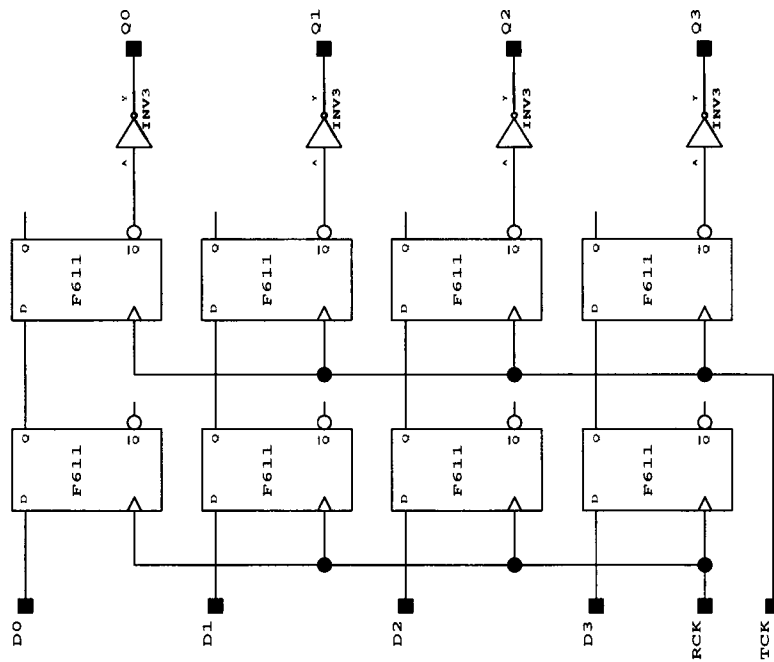 Q0
Q1
Q2
Q3
Y
INV3
A
Y
INV3
A
Y
INV3
A
Y
INV3
A
Q
Q
F611
D
Q
Q
F611
D
Q
Q
F611
D
Q
Q
F611
D
Q
Q
F611
D
Q
Q
F611
D
Q
Q
F611
D
Q
Q
F611
D
D0
D1
D2
D3
RCK
TCK